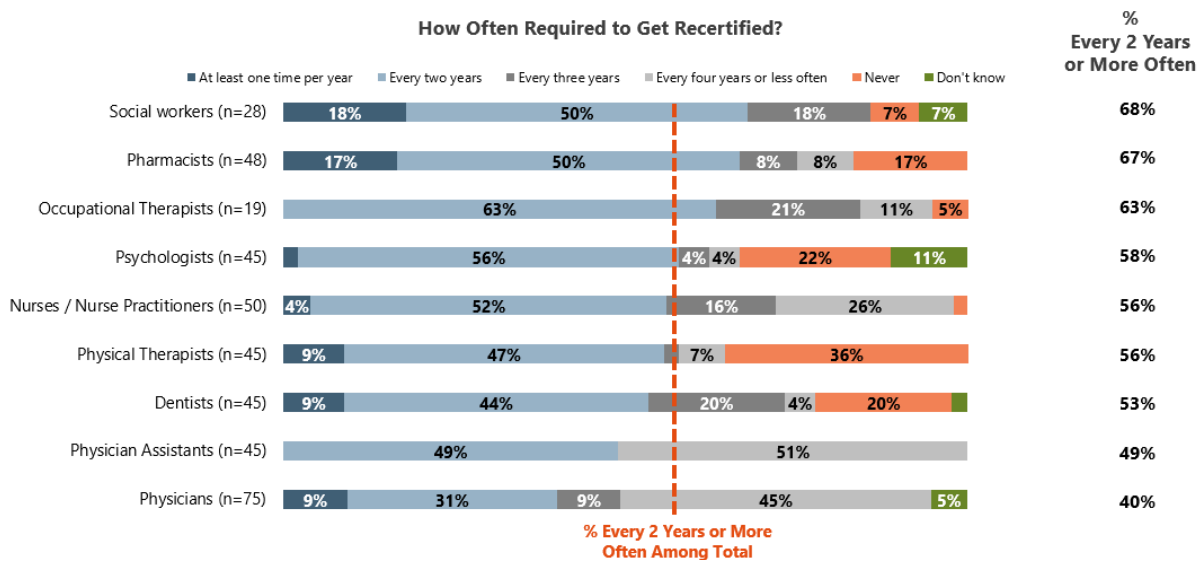 How Often Required to Get Recertified?
%
Every 2 Years
or More Often
At least one time per year Every two years Every three years Every four years or less often Never Don't know
Social workers (n=28) 18% 50% 18% 7% 7% 68%
Pharmacists (n=48) 17% 50% 8% 8% 17% 67%
Occupational Therapists (n=19) 63% 21% 11% 5% 63%
Psychologists (n=45) 56% 4% 4% 22% 11% 58%
Nurses / Nurse Practitioners (n=50) 4% 52% 16% 26% 56%
Physical Therapists (n=45) 9% 47% 7% 36% 56%
Dentists (n=45) 9% 44% 20% 4% 20% 53%
Physician Assistants (n=45) 49% 51% 49%
Physicians (n=75) 9% 31% 9% 45% 5% 40%
% Every 2 Years or More
Often Among Total